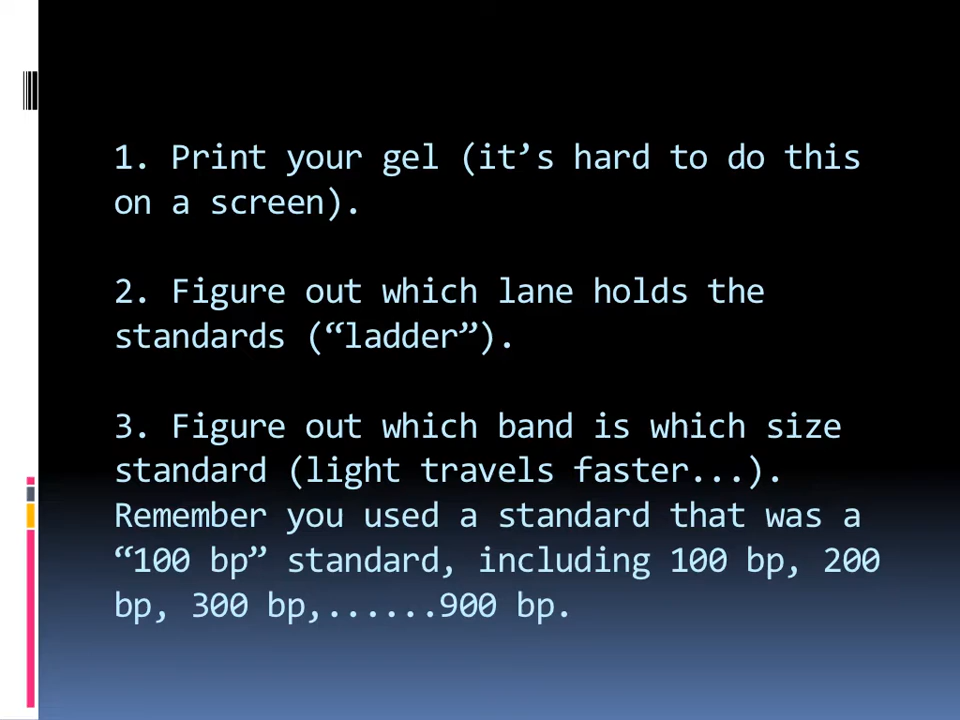 1. Print your gel (it’s hard to do this
on a screen).
2. Figure out which lane holds the
standards (“ladder”).
3. Figure out which band is which size
standard (light travels faster...).
Remember you used a standard that was a
“100 bp” standard, including 100 bp, 200
bp, 300 bp,......900 bp.